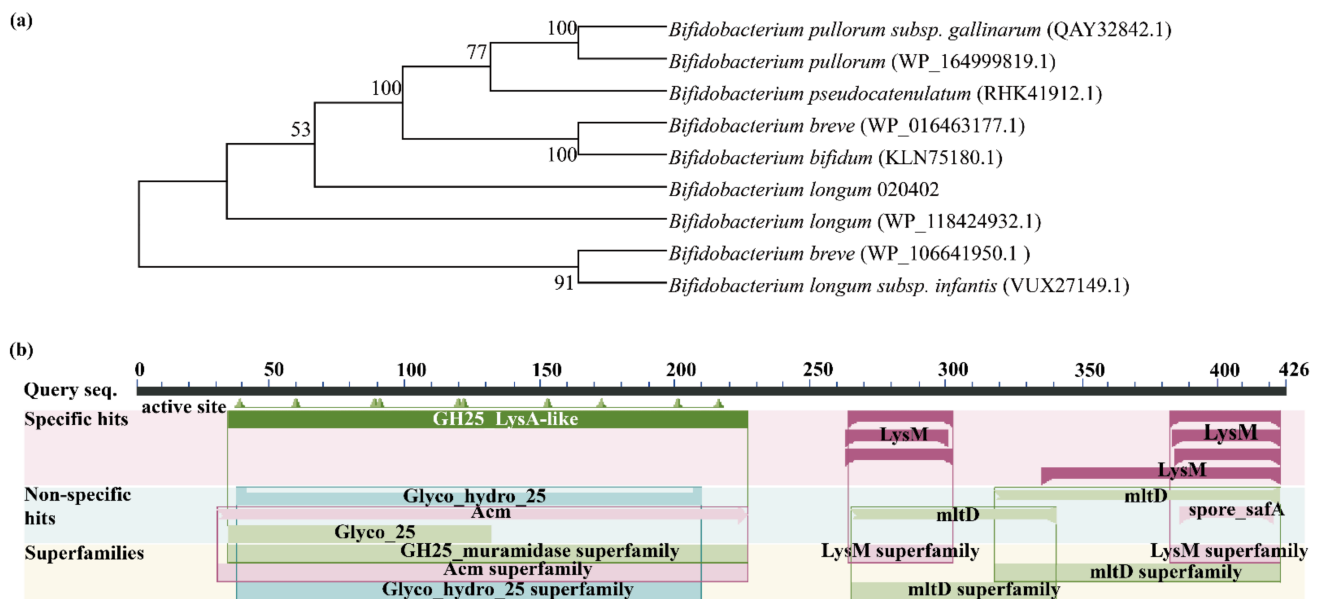 (a)
100
Bifidobacterium pullorum subsp. gallinarum (QAY32842.1)
77
Bifidobacterium pullorum (WP_164999819.1)
100
Bifidobacterium pseudocatenulatum (RHK41912.1)
53
Bifidobacterium breve (WP_016463177.1)
100
Bifidobacterium bifidum (KLN75180.1)
Bifidobacterium longum 020402
Bifidobacterium longum (WP_118424932.1)
Bifidobacterium breve (WP_106641950.1 )
91
Bifidobacterium longum subsp. infantis (VUX27149.1)
(b)
0 50 100 150 200 250 300 350 400 426
Query seq.
active site
Specific hits GH25_LysA-like
LysM LysM
LysM
Non-specific hits
Glyco_hydro_25 mltD
Acm mltD spore_safA
Glyco_25
Superfamilies GH25_muramidase superfamily LysM superfamily LysM superfamily
Acm superfamily mltD superfamily
Glyco_hydro_25 superfamily mltD superfamily